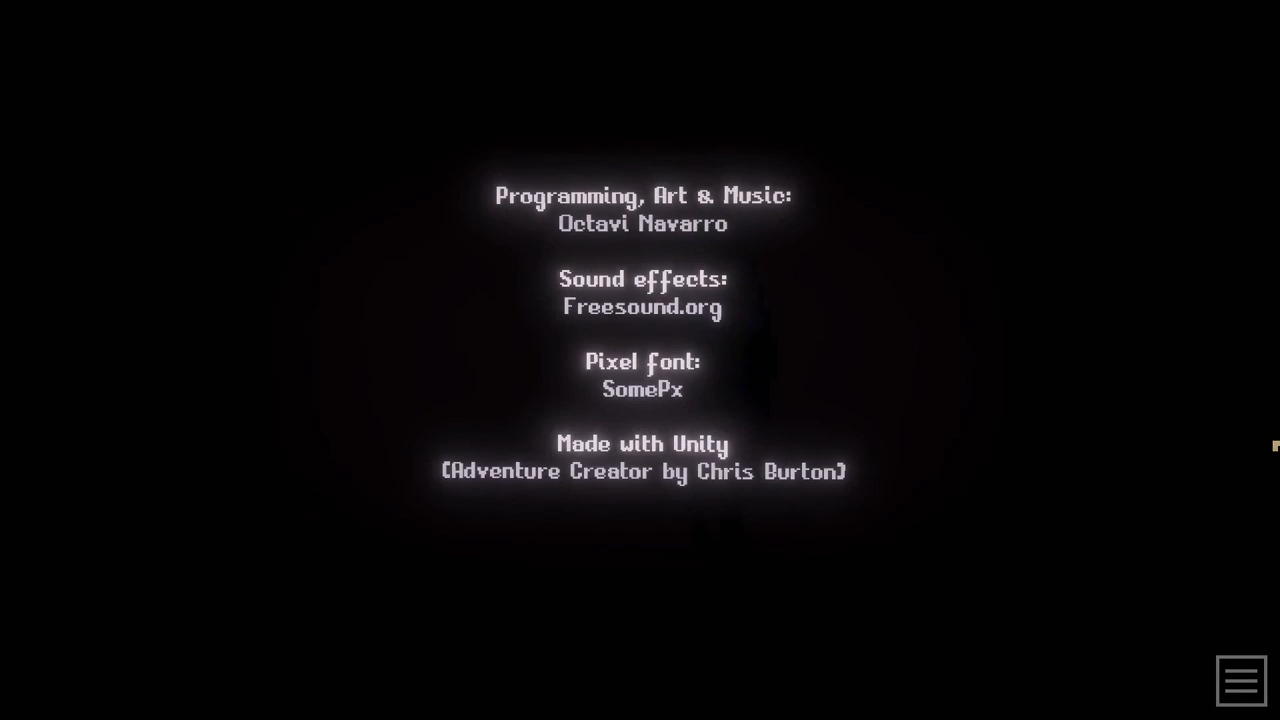 Programming, Art & Music:
Octavi Navarro
Sound effects:
Freesound.org
Pixel font:
SomePx
Made with Unity
(Adventure Creator by Chris Burton)